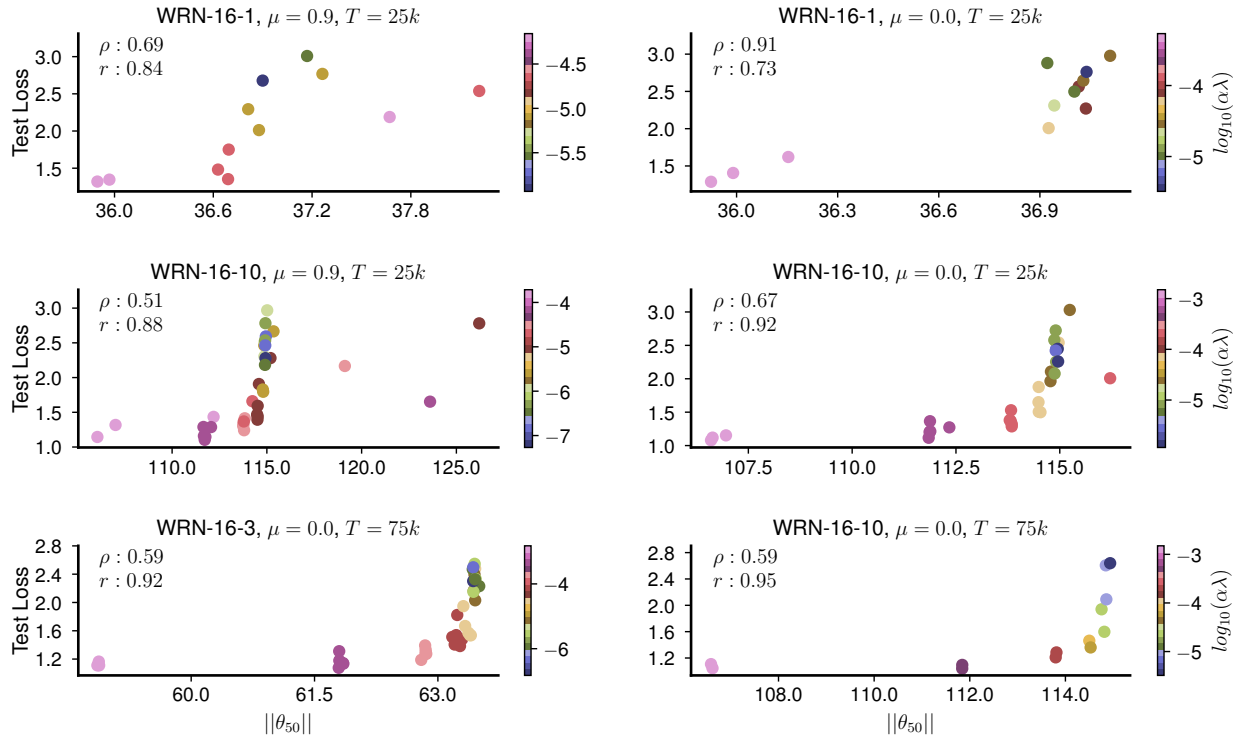 WRN-16-1, μ = 0.9, T = 25k
ρ : 0.69
r : 0.84
Test Loss
3.0
2.5
2.0
1.5
36.0 36.6 37.2 37.8
−4.5
−5.0
−5.5
WRN-16-1, μ = 0.0, T = 25k
ρ : 0.91
r : 0.73
3.0
2.5
2.0
1.5
36.0 36.3 36.6 36.9
−4
−5
log₁₀(αλ)
WRN-16-10, μ = 0.9, T = 25k
ρ : 0.51
r : 0.88
Test Loss
3.0
2.5
2.0
1.5
1.0
110.0 115.0 120.0 125.0
−4
−5
−6
−7
WRN-16-10, μ = 0.0, T = 25k
ρ : 0.67
r : 0.92
3.0
2.5
2.0
1.5
1.0
107.5 110.0 112.5 115.0
−3
−4
−5
log₁₀(αλ)
WRN-16-3, μ = 0.0, T = 75k
ρ : 0.59
r : 0.92
Test Loss
2.8
2.4
2.0
1.6
1.2
60.0 61.5 63.0
||θ₅₀||
−4
−6
WRN-16-10, μ = 0.0, T = 75k
ρ : 0.59
r : 0.95
2.8
2.4
2.0
1.6
1.2
108.0 110.0 112.0 114.0
||θ₅₀||
−3
−4
−5
log₁₀(αλ)